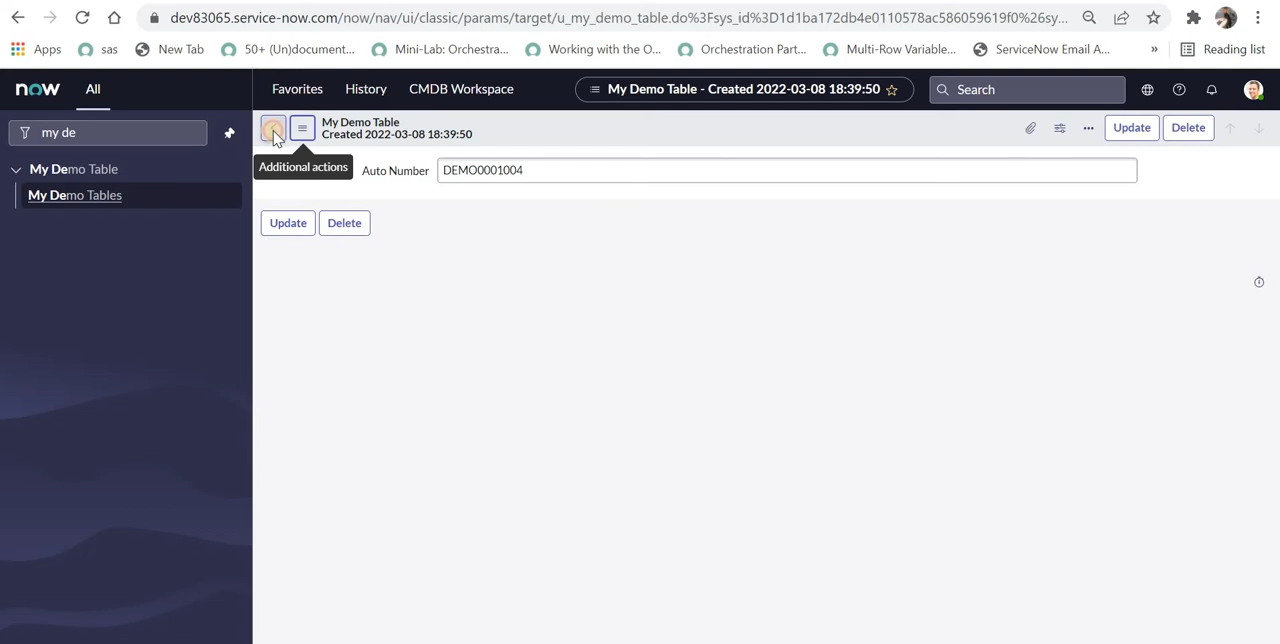 dev83065.service-now.com/now/nav/ui/classic/params/target/u_my_demo_table.do%3Fsys_id%3D1d1ba172db4e0110578ac586059619f0%26sy...
Apps sas New Tab 50+ (Un)document... Mini-Lab: Orchestra... Working with the O... Orchestration Part... Multi-Row Variable... ServiceNow Email A... » Reading list
now All Favorites History CMDB Workspace My Demo Table - Created 2022-03-08 18:39:50 Search
my de
My Demo Table
Created 2022-03-08 18:39:50
Update Delete
Additional actions
Auto Number DEMO0001004
My Demo Table
My Demo Tables
Update Delete